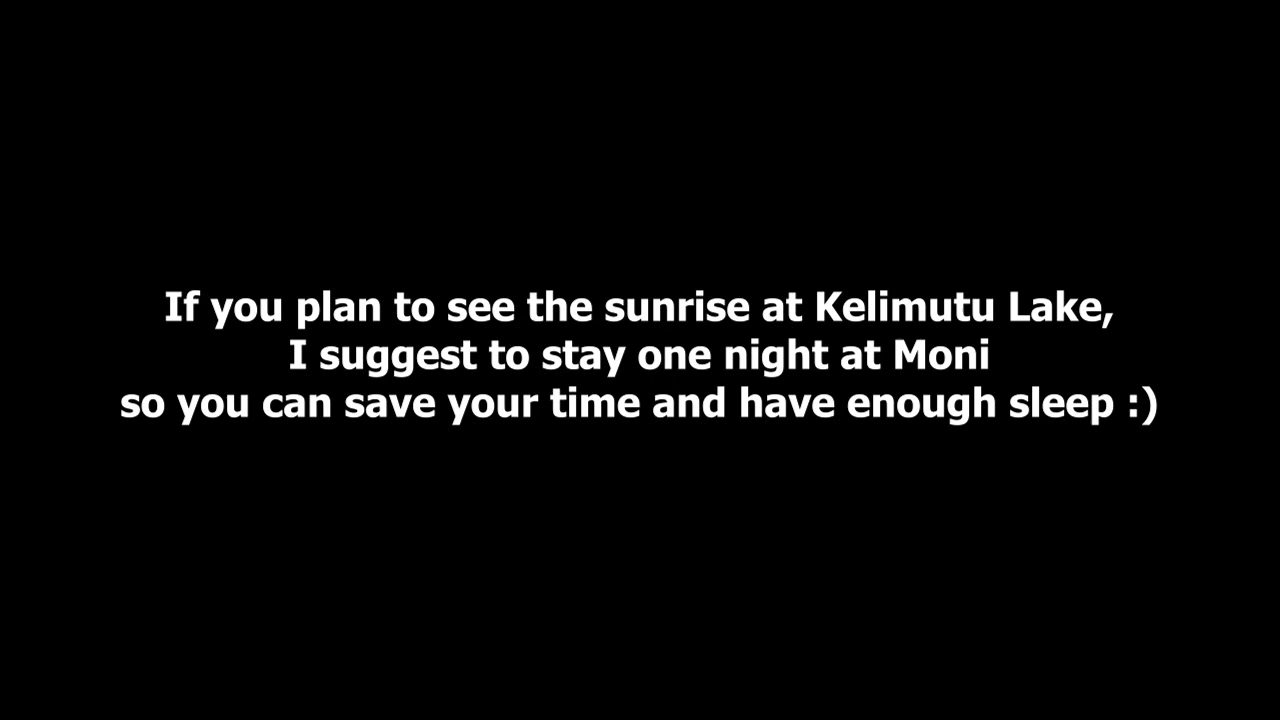 If you plan to see the sunrise at Kelimutu Lake,
I suggest to stay one night at Moni
so you can save your time and have enough sleep :)